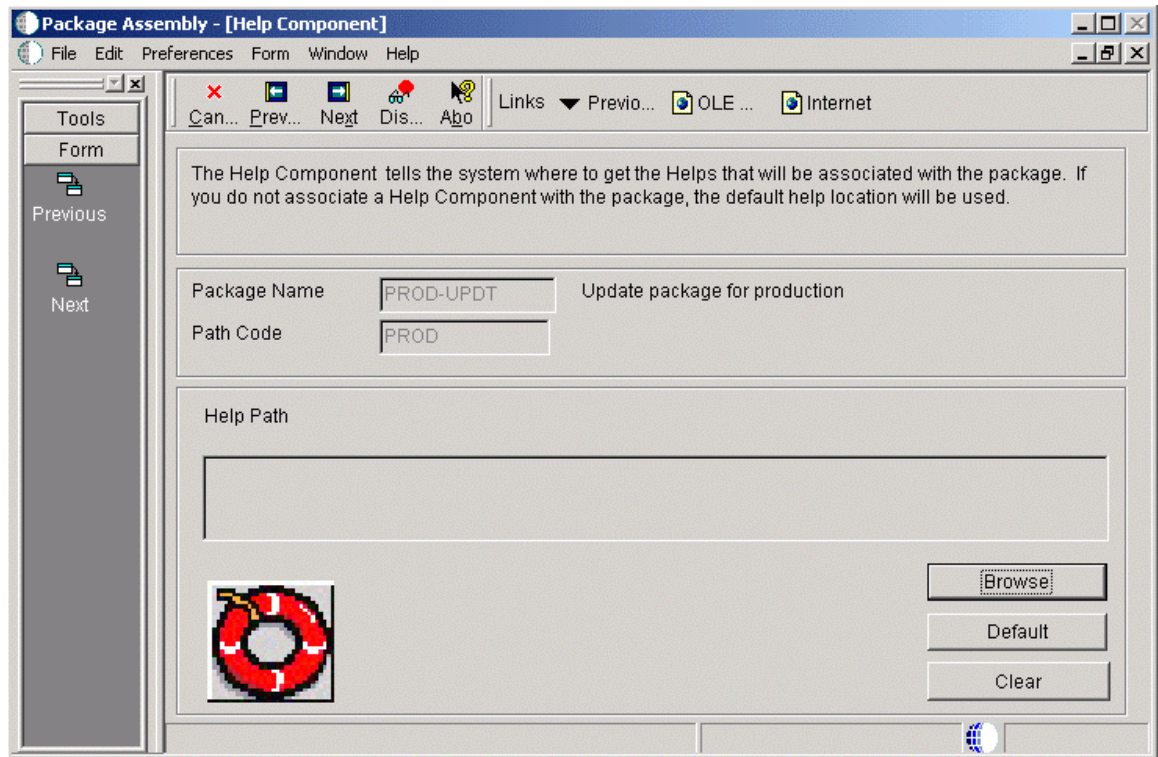 Package Assembly - [Help Component]
File Edit Preferences Form Window Help
Can... Prev... Next Dis... Abo Links Previo... OLE ... Internet
Tools
Form
Previous
Next
The Help Component tells the system where to get the Helps that will be associated with the package. If
you do not associate a Help Component with the package, the default help location will be used.
Package Name PROD-UPDT Update package for production
Path Code PROD
Help Path
Browse
Default
Clear